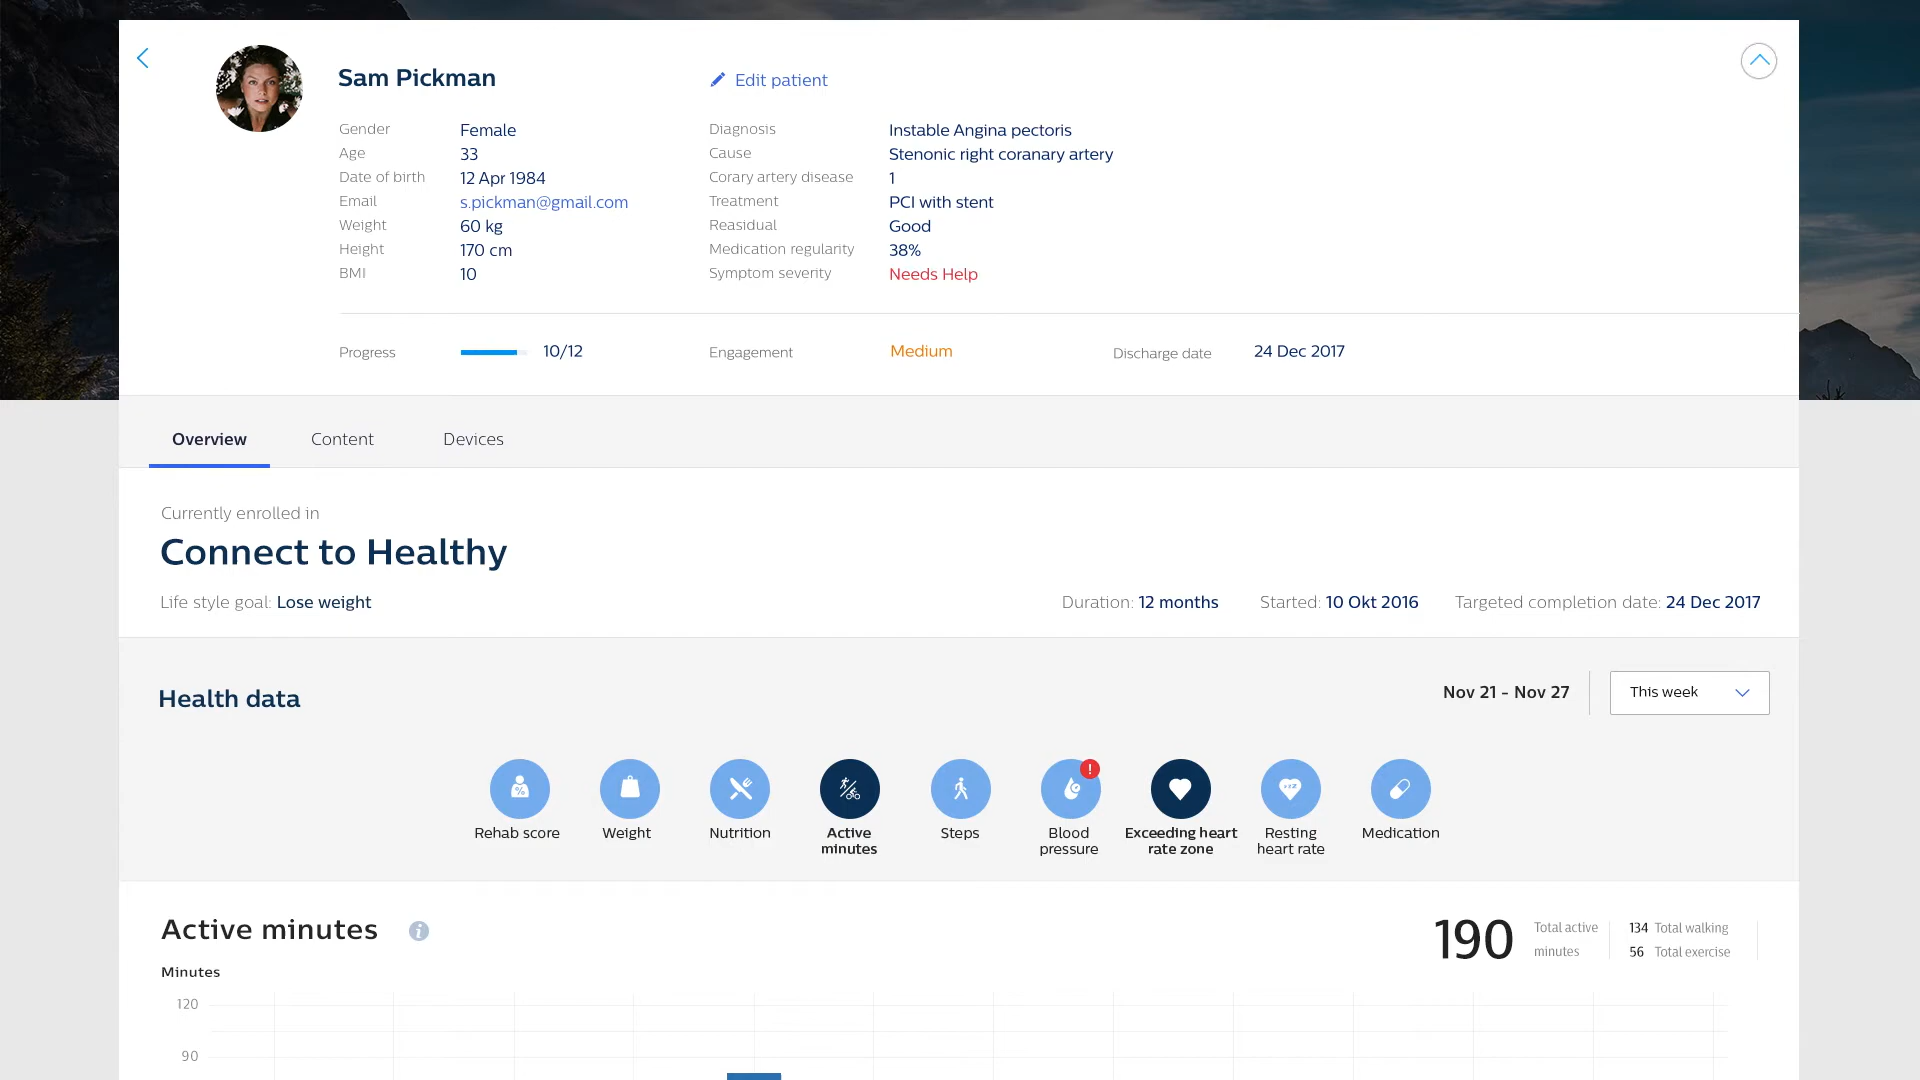 Sam Pickman
Edit patient
Gender Female
Age 33
Date of birth 12 Apr 1984
Email s.pickman@gmail.com
Weight 60 kg
Height 170 cm
BMI 10
Diagnosis Instable Angina pectoris
Cause Stenonic right coranary artery
Corary artery disease 1
Treatment PCI with stent
Reasidual Good
Medication regularity 38%
Symptom severity Needs Help
Progress 10/12 Engagement Medium Discharge date 24 Dec 2017
Overview Content Devices
Currently enrolled in
Connect to Healthy
Life style goal: Lose weight Duration: 12 months Started: 10 Okt 2016 Targeted completion date: 24 Dec 2017
Health data
Nov 21 - Nov 27 This week
Rehab score
Weight
Nutrition
Active
minutes
Steps
!
Blood
pressure
Exceeding heart
rate zone
Resting
heart rate
Medication
Active minutes i
190 Total active
minutes
134 Total walking
56 Total exercise
Minutes
120
90